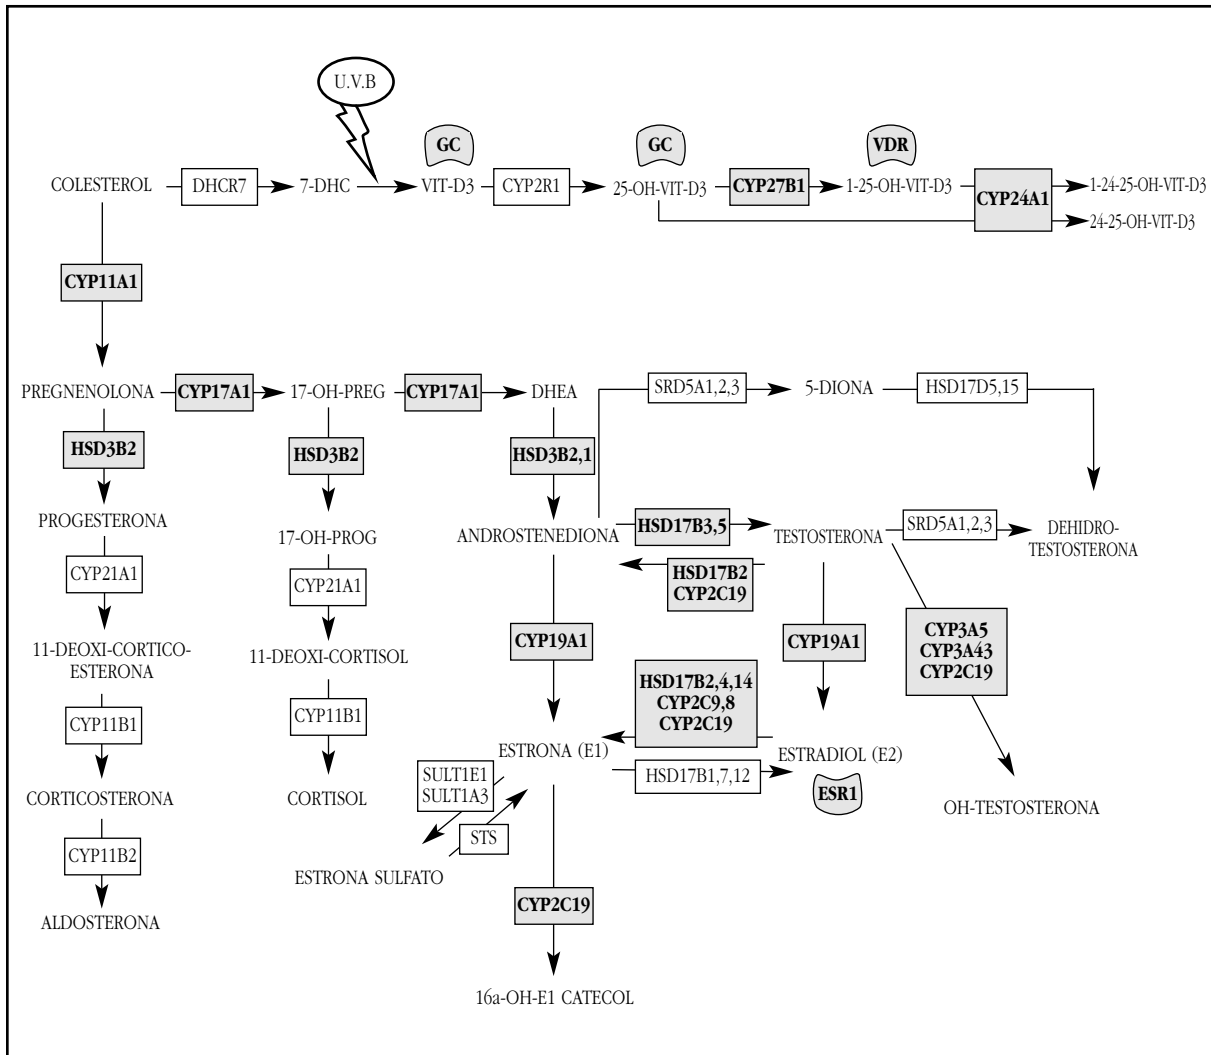 U.V.B
GC
GC
VDR
COLESTEROL
DHCR7
7-DHC
VIT-D3
CYP2R1
25-OH-VIT-D3
CYP27B1
1-25-OH-VIT-D3
CYP24A1
1-24-25-OH-VIT-D3
24-25-OH-VIT-D3
CYP11A1
PREGNENOLONA
CYP17A1
17-OH-PREG
CYP17A1
DHEA
SRD5A1,2,3
5-DIONA
HSD17D5,15
HSD3B2
HSD3B2
HSD3B2,1
PROGESTERONA
17-OH-PROG
ANDROSTENEDIONA
HSD17B3,5
TESTOSTERONA
SRD5A1,2,3
DEHIDRO-
TESTOSTERONA
HSD17B2
CYP2C19
CYP21A1
CYP21A1
CYP19A1
CYP19A1
CYP3A5
CYP3A43
CYP2C19
11-DEOXI-CORTICO-
ESTERONA
11-DEOXI-CORTISOL
HSD17B2,4,14
CYP2C9,8
CYP2C19
CYP11B1
CYP11B1
ESTRONA (E1)
ESTRADIOL (E2)
HSD17B1,7,12
ESR1
SULT1E1
SULT1A3
STS
CORTICOSTERONA
CORTISOL
OH-TESTOSTERONA
CYP11B2
ESTRONA SULFATO
CYP2C19
ALDOSTERONA
16a-OH-E1 CATECOL